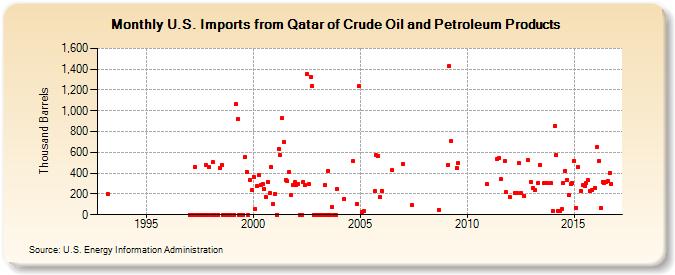 Monthly U.S. Imports from Qatar of Crude Oil and Petroleum Products
Thousand Barrels
1,600
1,400
1,200
1,000
800
600
400
200
0
1995 2000 2005 2010 2015
Source: U.S. Energy Information Administration